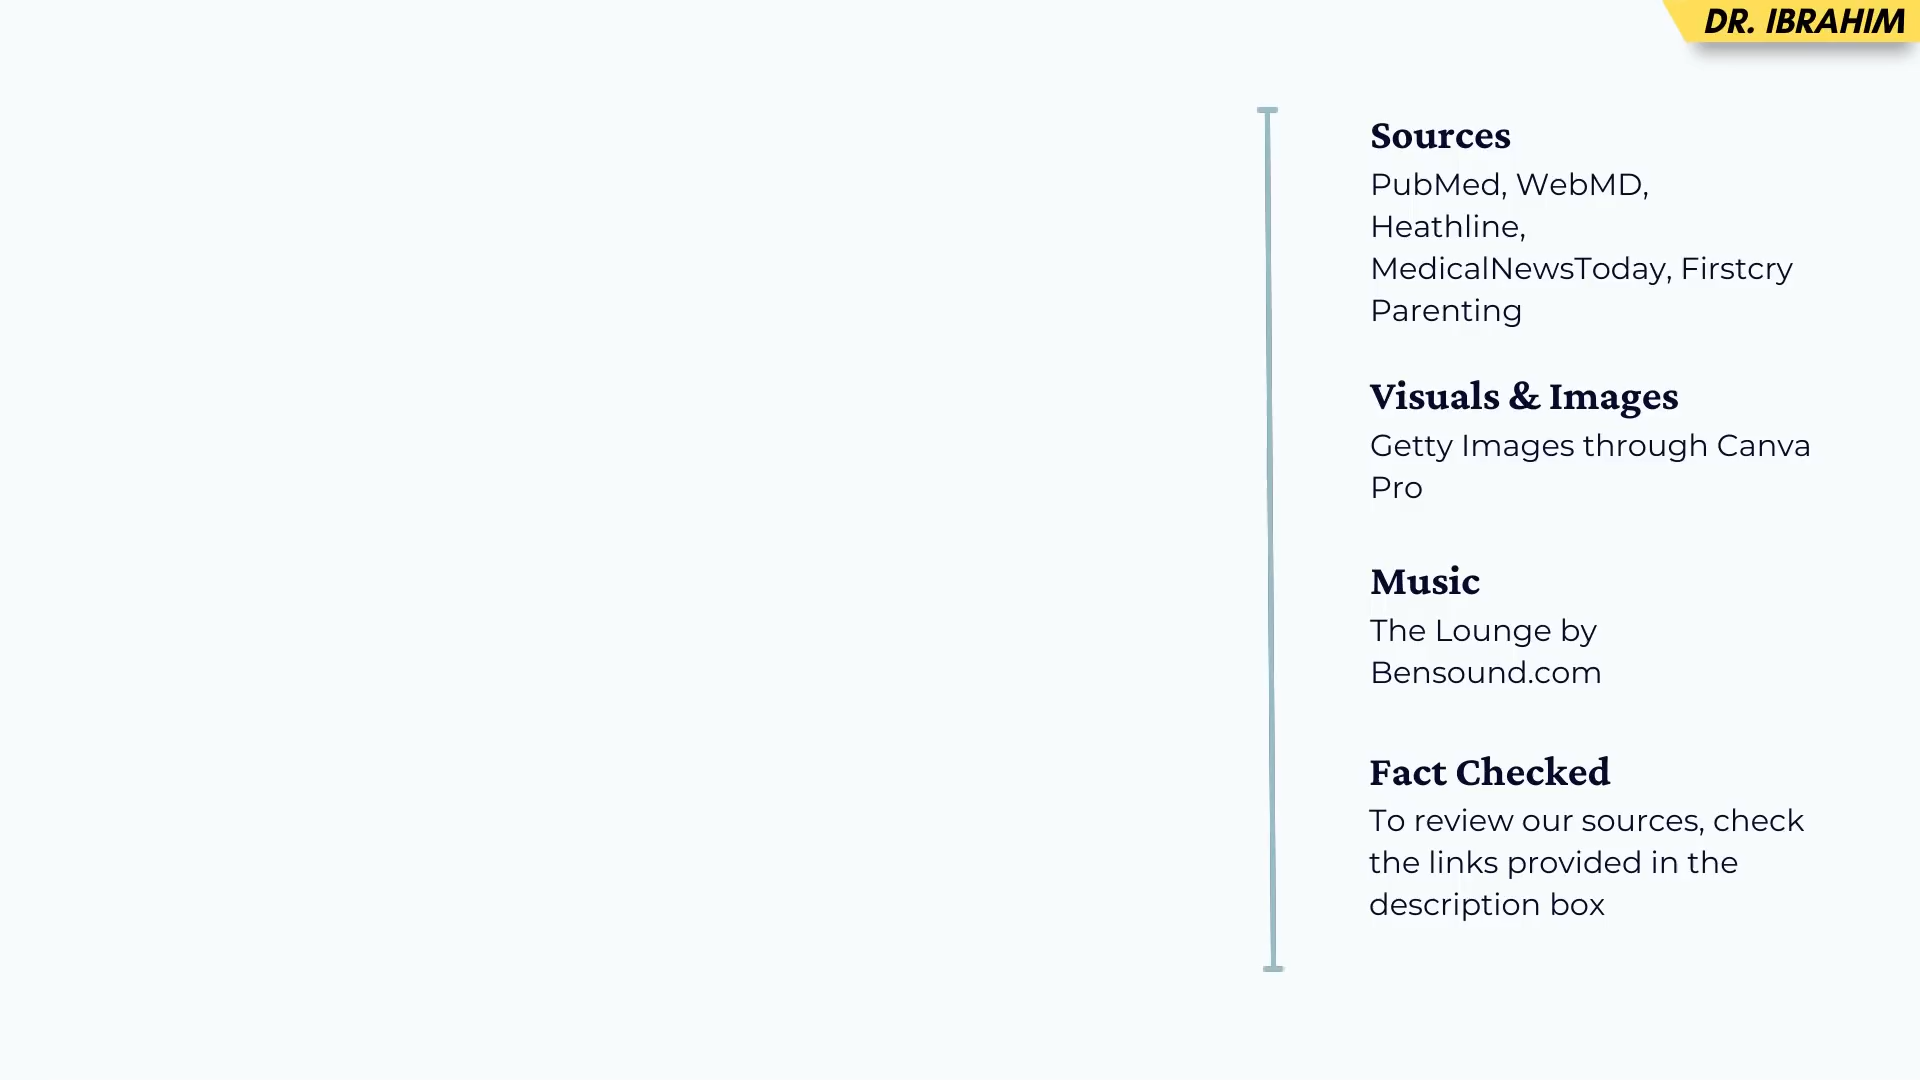 DR. IBRAHIM
Sources
PubMed, WebMD,
Heathline,
MedicalNewsToday, Firstcry
Parenting
Visuals & Images
Getty Images through Canva
Pro
Music
The Lounge by
Bensound.com
Fact Checked
To review our sources, check
the links provided in the
description box